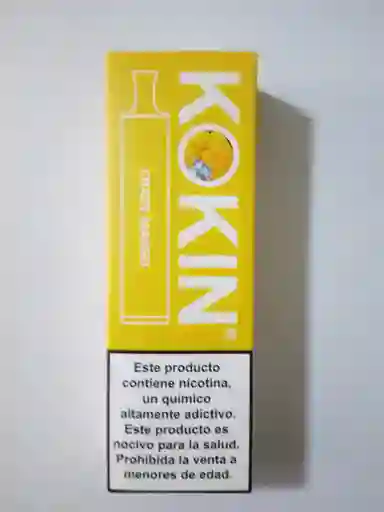 KOKIN®
Este producto
contiene nicotina,
un quimico
altamente adictivo.
Este producto es
nocivo para la salud.
Prohibida la venta a
menores de edad.